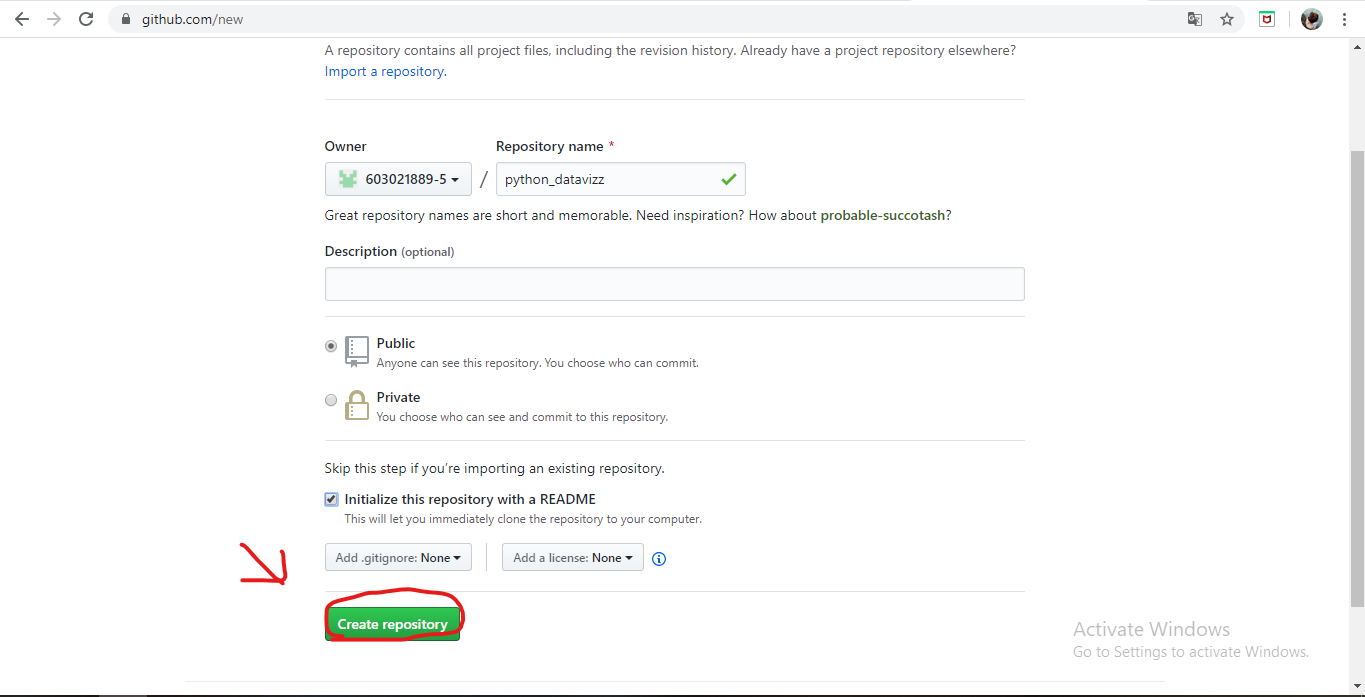 github.com/new
A repository contains all project files, including the revision history. Already have a project repository elsewhere?
Import a repository.
Owner
Repository name *
603021889-5 / python_datavizz
Great repository names are short and memorable. Need inspiration? How about probable-succotash?
Description (optional)
Public
Anyone can see this repository. You choose who can commit.
Private
You choose who can see and commit to this repository.
Skip this step if you’re importing an existing repository.
Initialize this repository with a README
This will let you immediately clone the repository to your computer.
Add .gitignore: None
Add a license: None
Create repository
Activate Windows
Go to Settings to activate Windows.